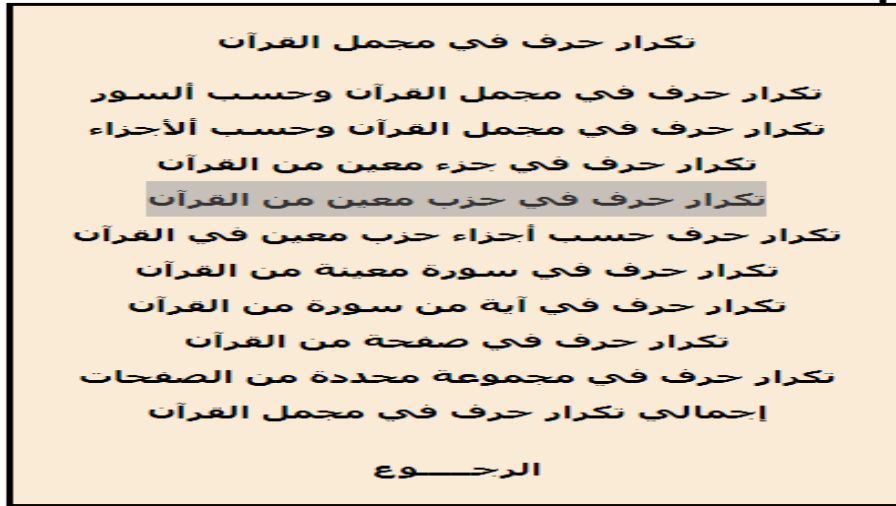 تكرار حرف في مجمل القرآن
تكرار حرف في مجمل القرآن وحسب ألسور
تكرار حرف في مجمل القرآن وحسب ألأجزاء
تكرار حرف في جزء معين من القرآن
تكرار حرف في حزب معين من القرآن
تكرار حرف حسب أجزاء حزب معين في القرآن
تكرار حرف في سورة معينة من القرآن
تكرار حرف في آية من سورة من القرآن
تكرار حرف في صفحة من القرآن
تكرار حرف في مجموعة محددة من الصفحات
إجمالي تكرار حرف في مجمل القرآن
الرجـــــوع